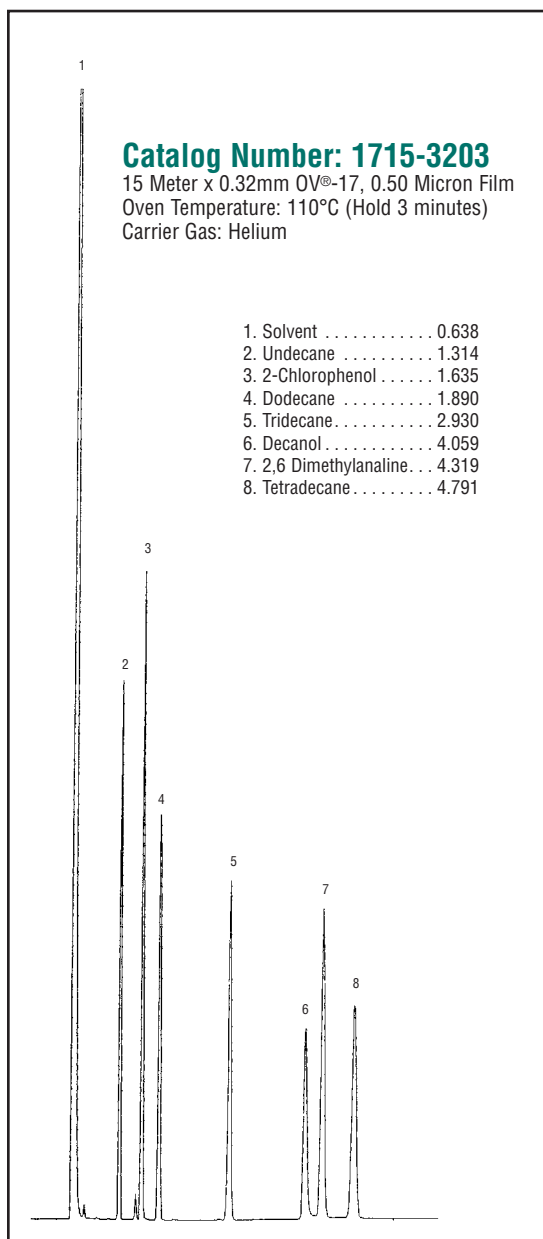 1
Catalog Number: 1715-3203
15 Meter x 0.32mm OV®-17, 0.50 Micron Film
Oven Temperature: 110°C (Hold 3 minutes)
Carrier Gas: Helium
1. Solvent . . . . . . . . . . . . 0.638
2. Undecane . . . . . . . . . . 1.314
3. 2-Chlorophenol . . . . . . 1.635
4. Dodecane . . . . . . . . . . 1.890
5. Tridecane . . . . . . . . . . . 2.930
6. Decanol . . . . . . . . . . . . 4.059
7. 2,6 Dimethylanaline . . . 4.319
8. Tetradecane . . . . . . . . . 4.791
3
2
4
5
7
8
6